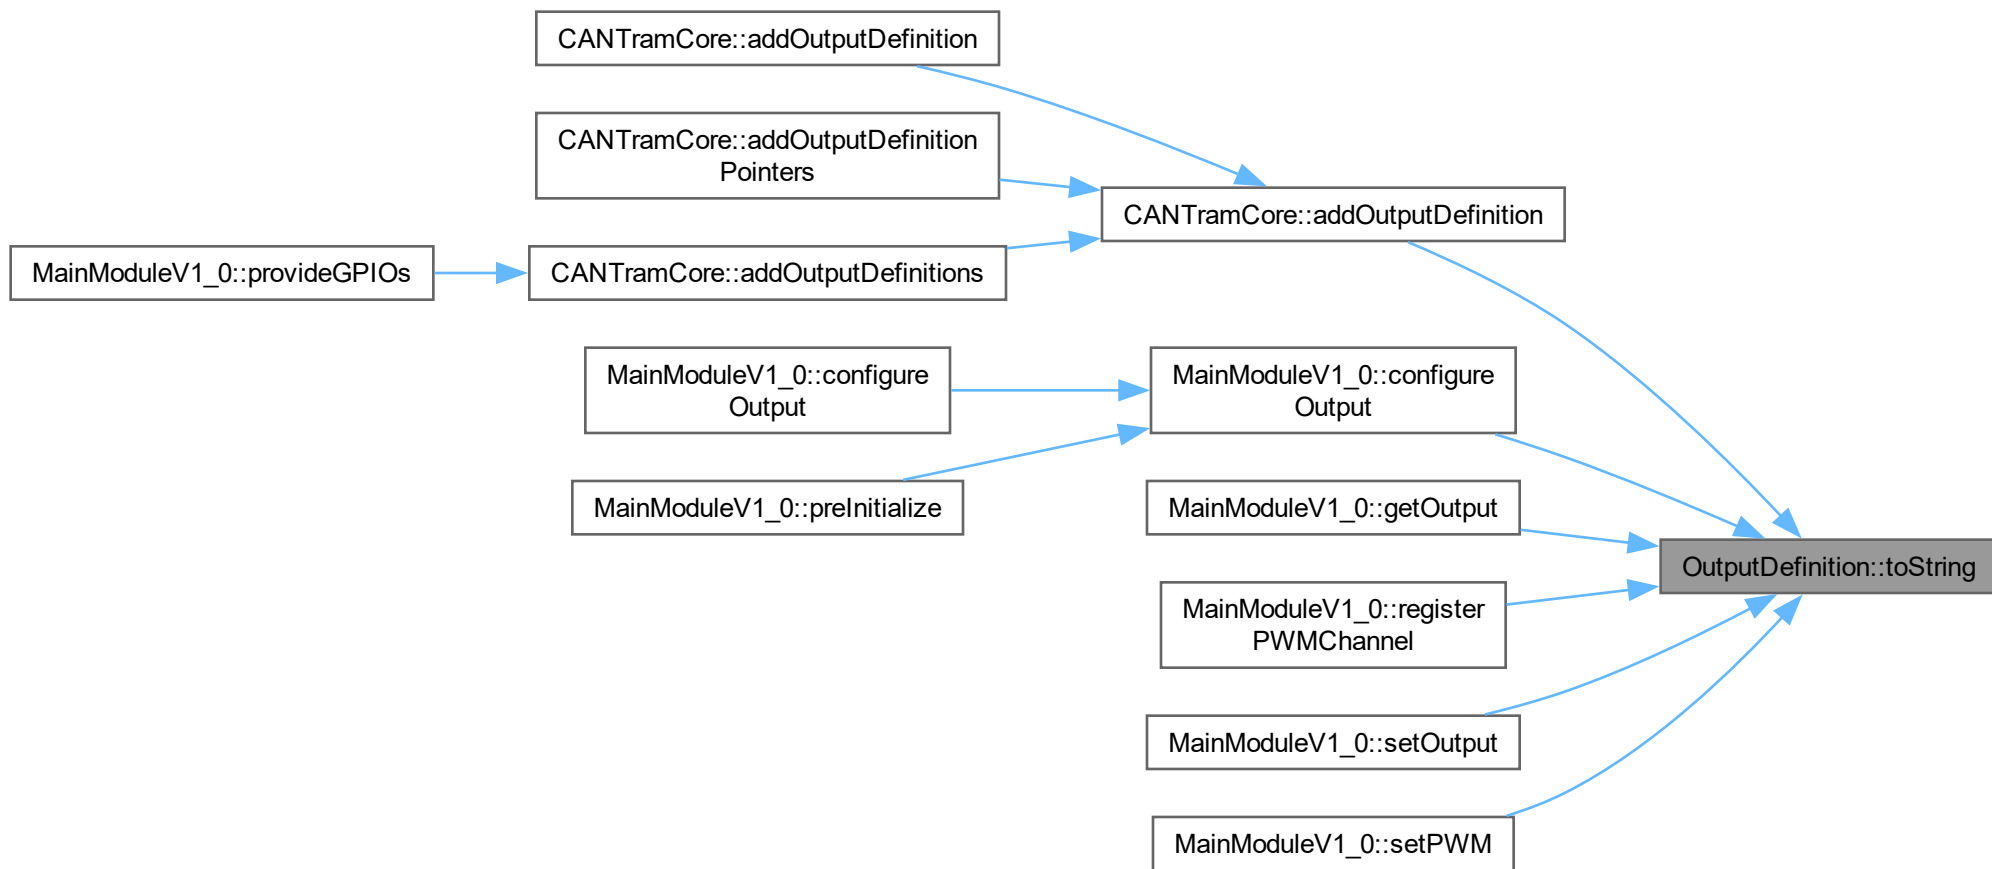 CANTramCore::addOutputDefinition
CANTramCore::addOutputDefinition
Pointers
CANTramCore::addOutputDefinition
MainModuleV1_0::provideGPIOs
CANTramCore::addOutputDefinitions
MainModuleV1_0::configure
Output
MainModuleV1_0::configure
Output
MainModuleV1_0::preInitialize
MainModuleV1_0::getOutput
OutputDefinition::toString
MainModuleV1_0::register
PWMChannel
MainModuleV1_0::setOutput
MainModuleV1_0::setPWM